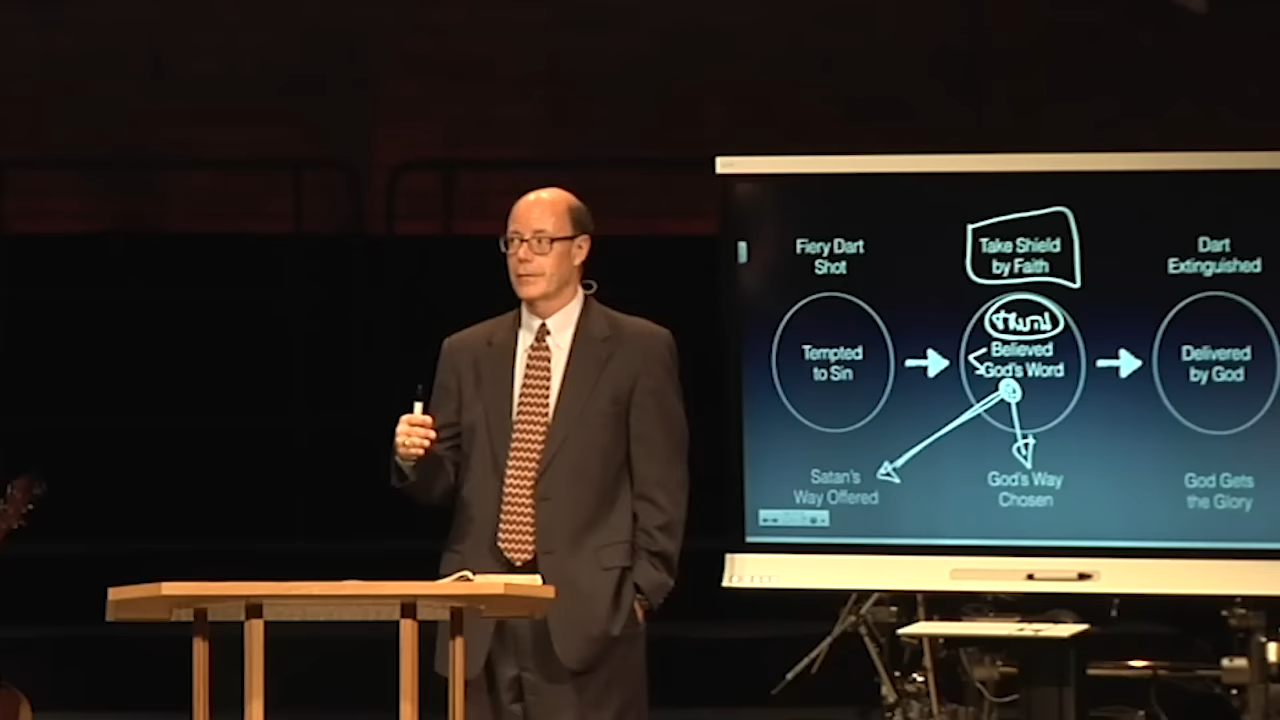 Fiery Dart
Shot
Take Shield
by Faith
Dart
Extinguished
Tempted
to Sin
Believed
God's Word
Delivered
by God
Satan's
Way Offered
God's Way
Chosen
God Gets
the Glory